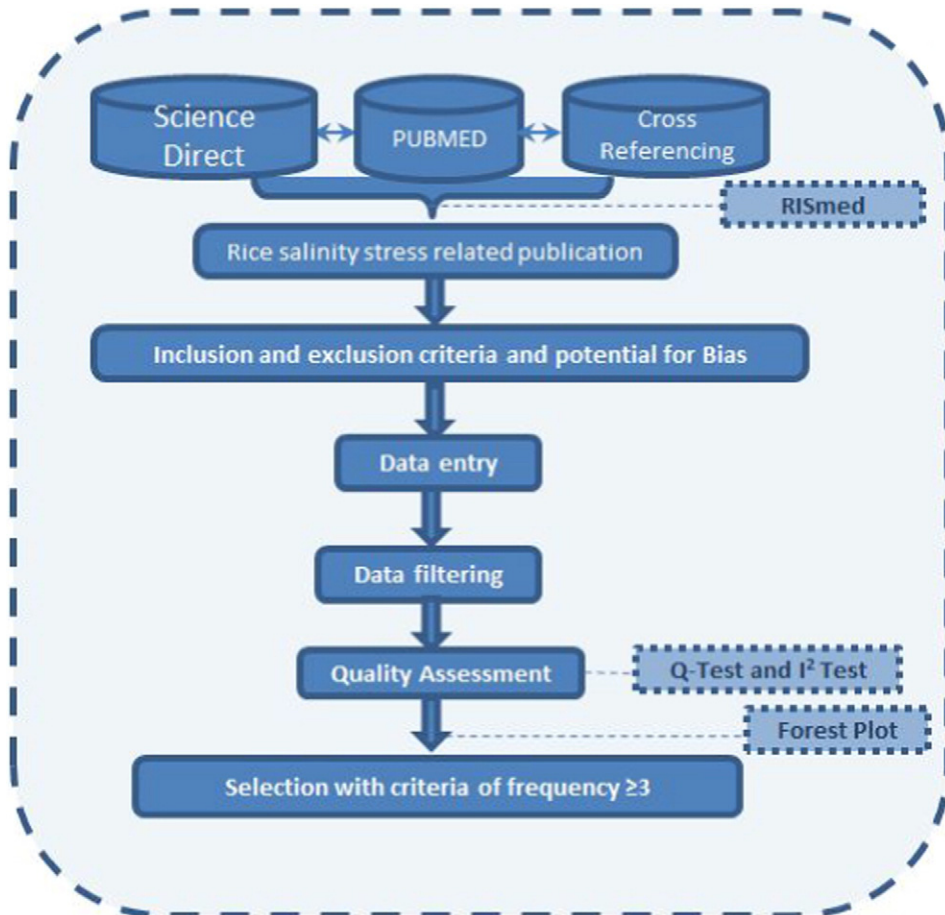 Science
Direct
PUBMED
Cross
Referencing
RISmed
Rice salinity stress related publication
Inclusion and exclusion criteria and potential for Bias
Data entry
Data filtering
Quality Assessment
Q-Test and I² Test
Forest Plot
Selection with criteria of frequency ≥3